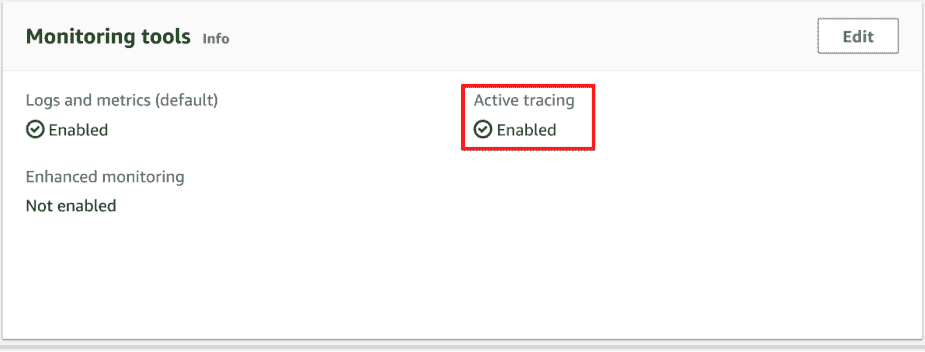 Monitoring tools Info
Edit
Logs and metrics (default)
Enabled
Active tracing
Enabled
Enhanced monitoring
Not enabled